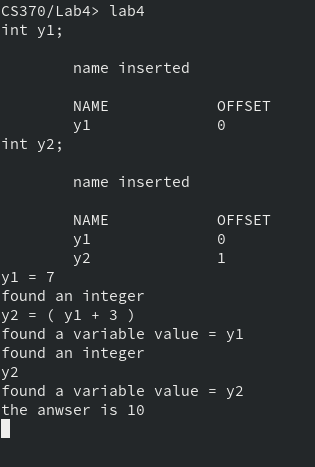 CS370/Lab4> lab4
int y1;
name inserted
NAME OFFSET
y1 0
int y2;
name inserted
NAME OFFSET
y1 0
y2 1
y1 = 7
found an integer
y2 = ( y1 + 3 )
found a variable value = y1
found an integer
y2
found a variable value = y2
the anwser is 10